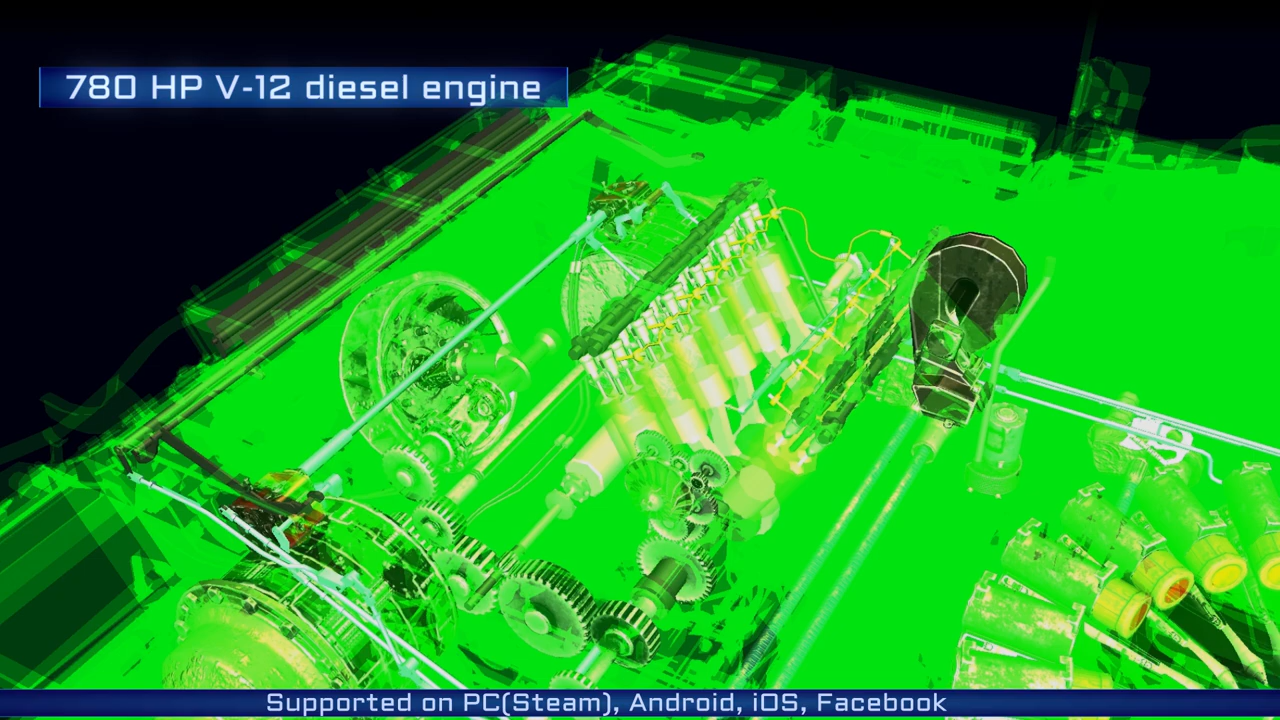 780 HP V-12 diesel engine
Supported on PC(Steam), Android, iOS, Facebook